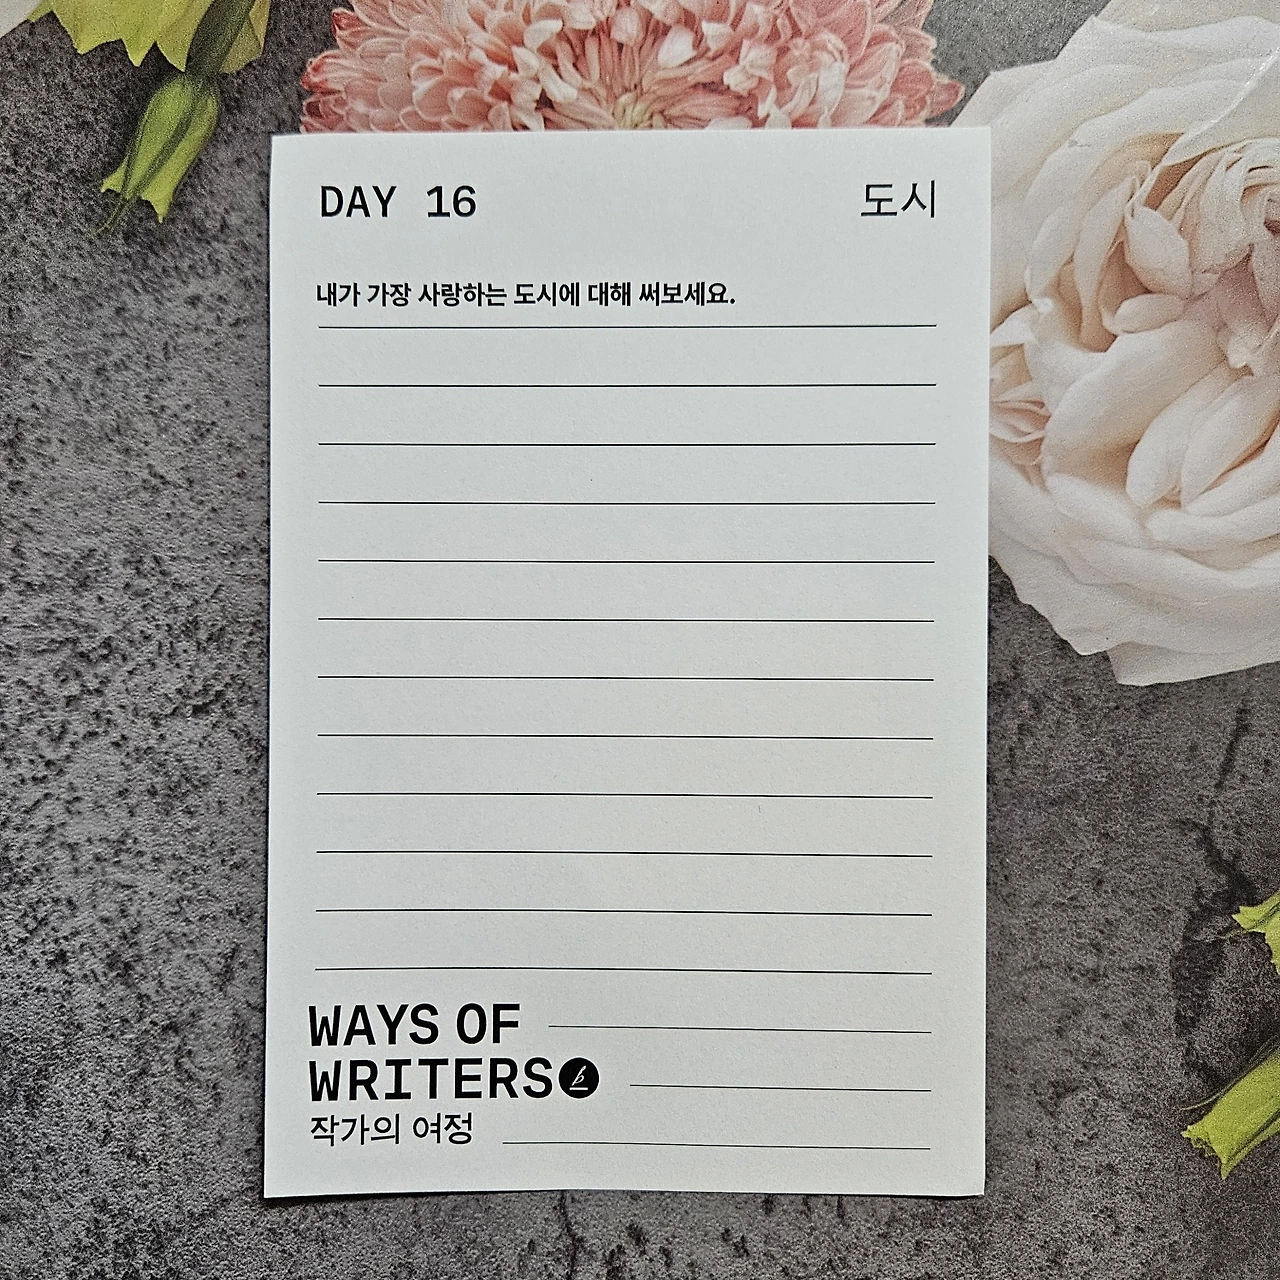 DAY 16
도시
내가 가장 사랑하는 도시에 대해 써보세요.
WAYS OF
WRITERS b
작가의 여정